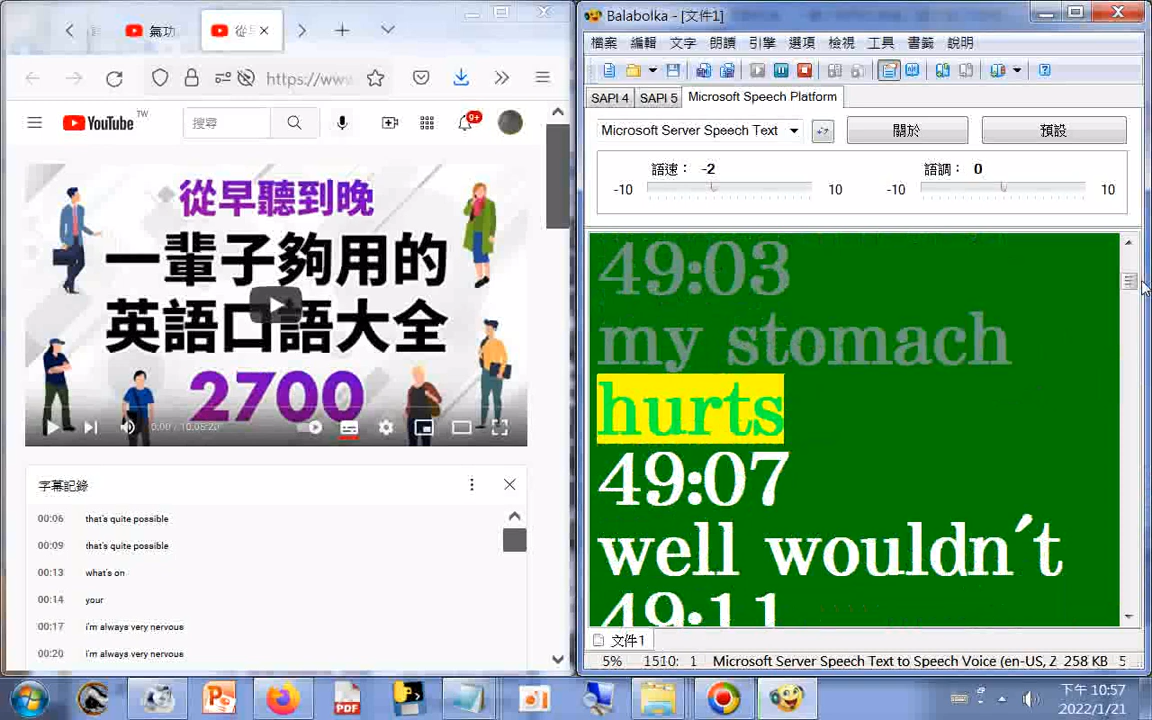 氣功
從
https://www
YouTube TW
搜尋
9+
從早聽到晚
一輩子夠用的
英語口語大全
2700
0:00 / 10:05:20
字幕記錄
00:06 that's quite possible
00:09 that's quite possible
00:13 what's on
00:14 your
00:17 i'm always very nervous
00:20 i'm always very nervous
Balabolka - [文件1]
檔案 編輯 文字 朗讀 引擎 選項 檢視 工具 書籤 說明
SAPI 4 SAPI 5 Microsoft Speech Platform
Microsoft Server Speech Text 關於 預設
語速： -2 語調： 0
-10 10 -10 10
49:03
my stomach
hurts
49:07
well wouldn´t
49:11
文件1
5% 1510: 1 Microsoft Server Speech Text to Speech Voice (en-US, 2 258 KB 5
PDF
下午 10:57
2022/1/21